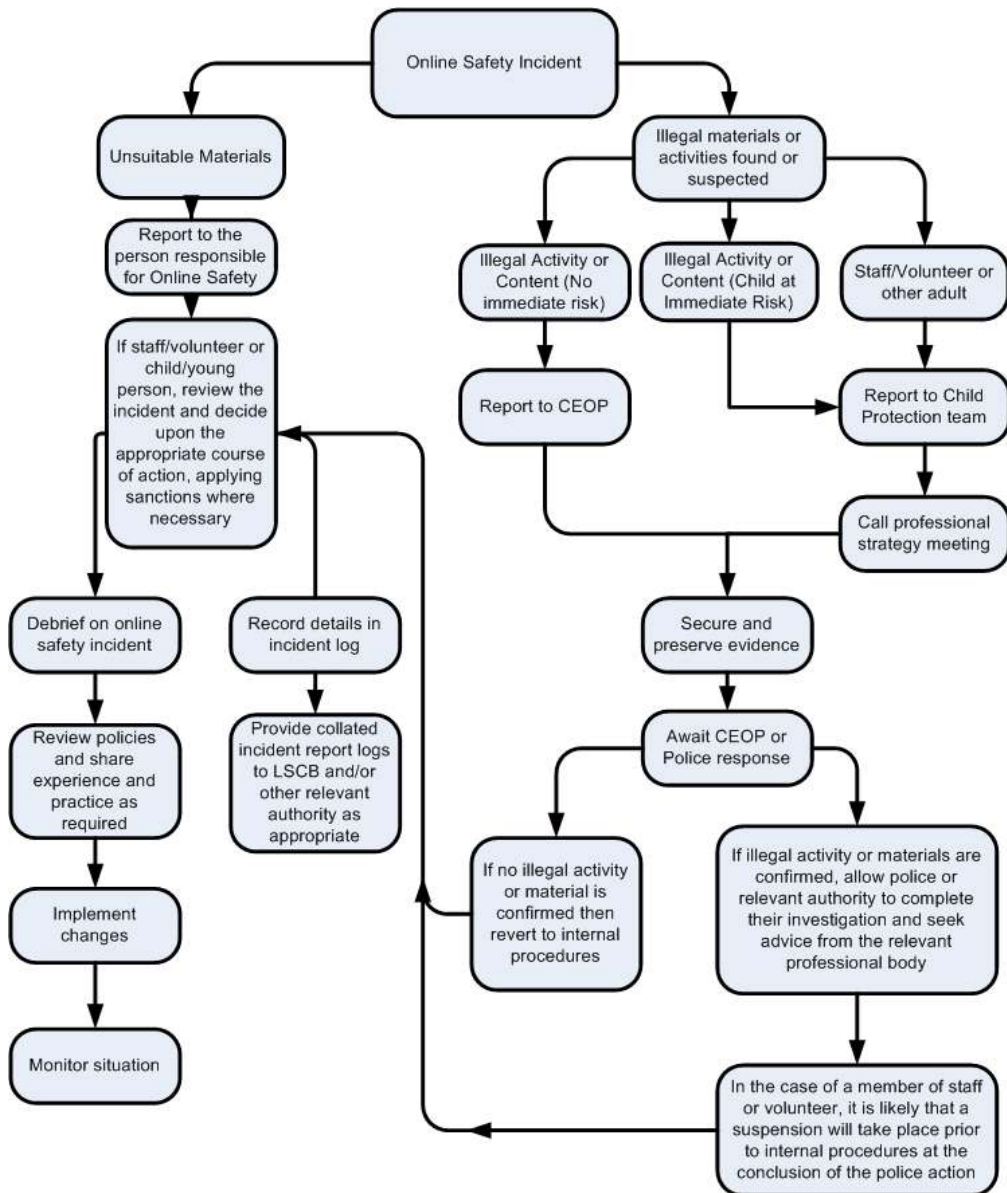 Online Safety Incident
Unsuitable Materials
Illegal materials or
activities found or
suspected
Report to the
person responsible
for Online Safety
Illegal Activity or
Content (No
immediate risk)
Illegal Activity or
Content (Child at
Immediate Risk)
Staff/Volunteer or
other adult
If staff/volunteer or
child/young
person, review the
incident and decide
upon the
appropriate course
of action, applying
sanctions where
necessary
Report to CEOP
Report to Child
Protection team
Call professional
strategy meeting
Debrief on online
safety incident
Record details in
incident log
Secure and
preserve evidence
Review policies
and share
experience and
practice as
required
Provide collated
incident report logs
to LSCB and/or
other relevant
authority as
appropriate
Await CEOP or
Police response
If no illegal activity
or material is
confirmed then
revert to internal
procedures
If illegal activity or materials are
confirmed, allow police or
relevant authority to complete
their investigation and seek
advice from the relevant
professional body
Implement
changes
Monitor situation
In the case of a member of staff
or volunteer, it is likely that a
suspension will take place prior
to internal procedures at the
conclusion of the police action